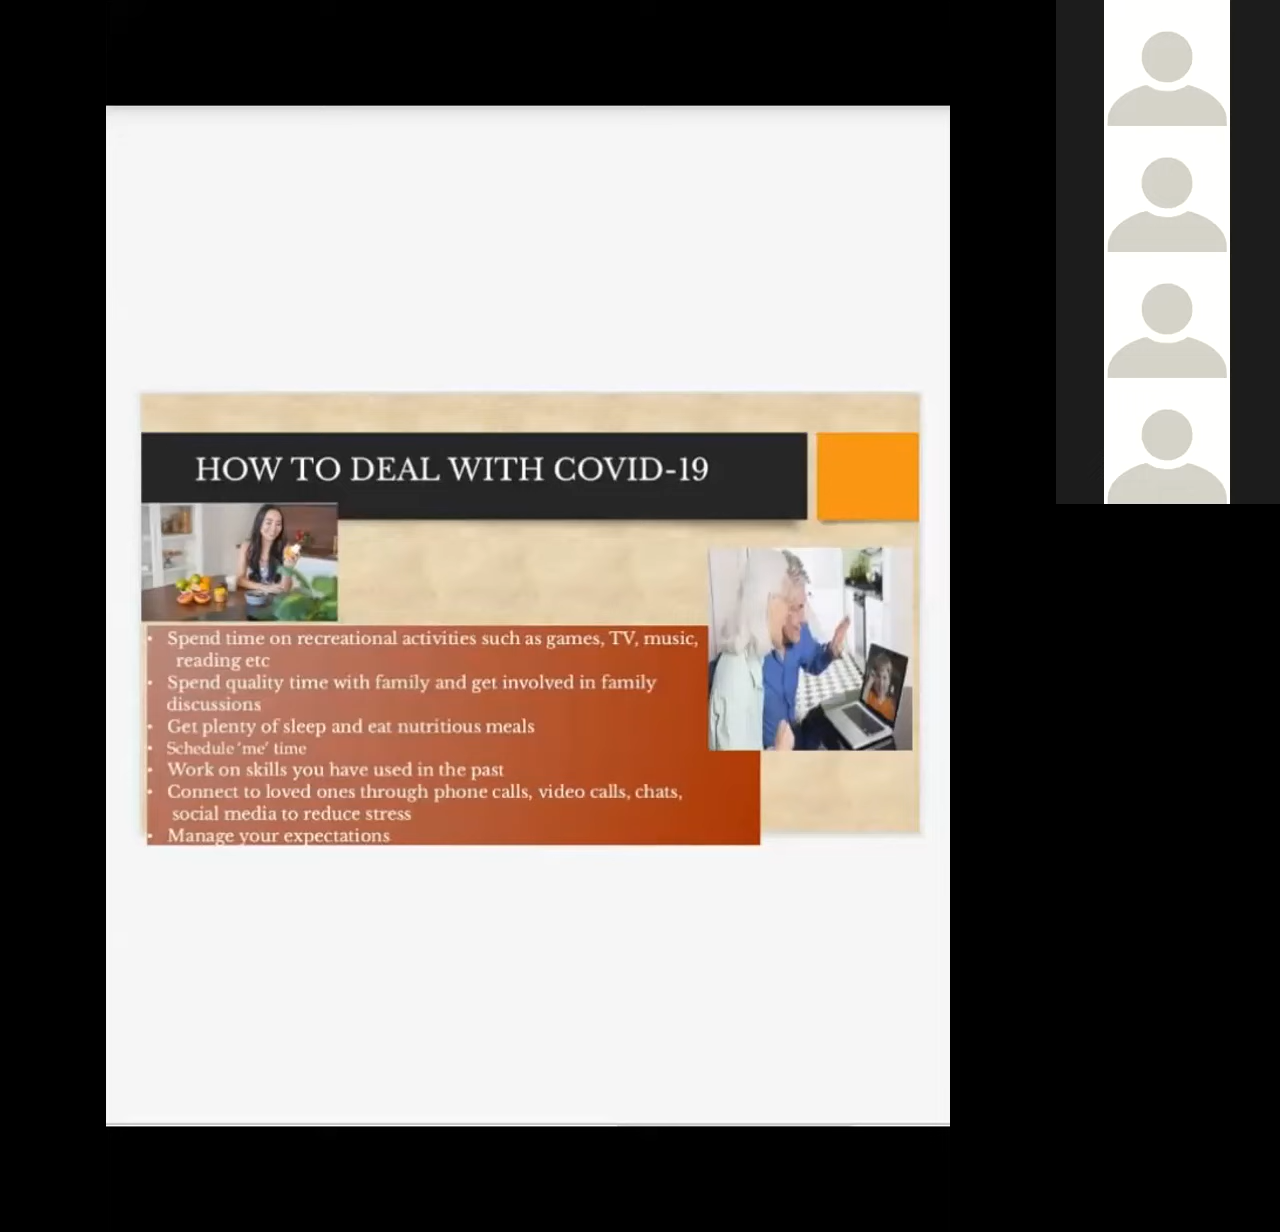 HOW TO DEAL WITH COVID-19
• Spend time on recreational activities such as games, TV, music,
reading etc
• Spend quality time with family and get involved in family
discussions
• Get plenty of sleep and eat nutritious meals
• Schedule 'me' time
• Work on skills you have used in the past
• Connect to loved ones through phone calls, video calls, chats,
social media to reduce stress
• Manage your expectations